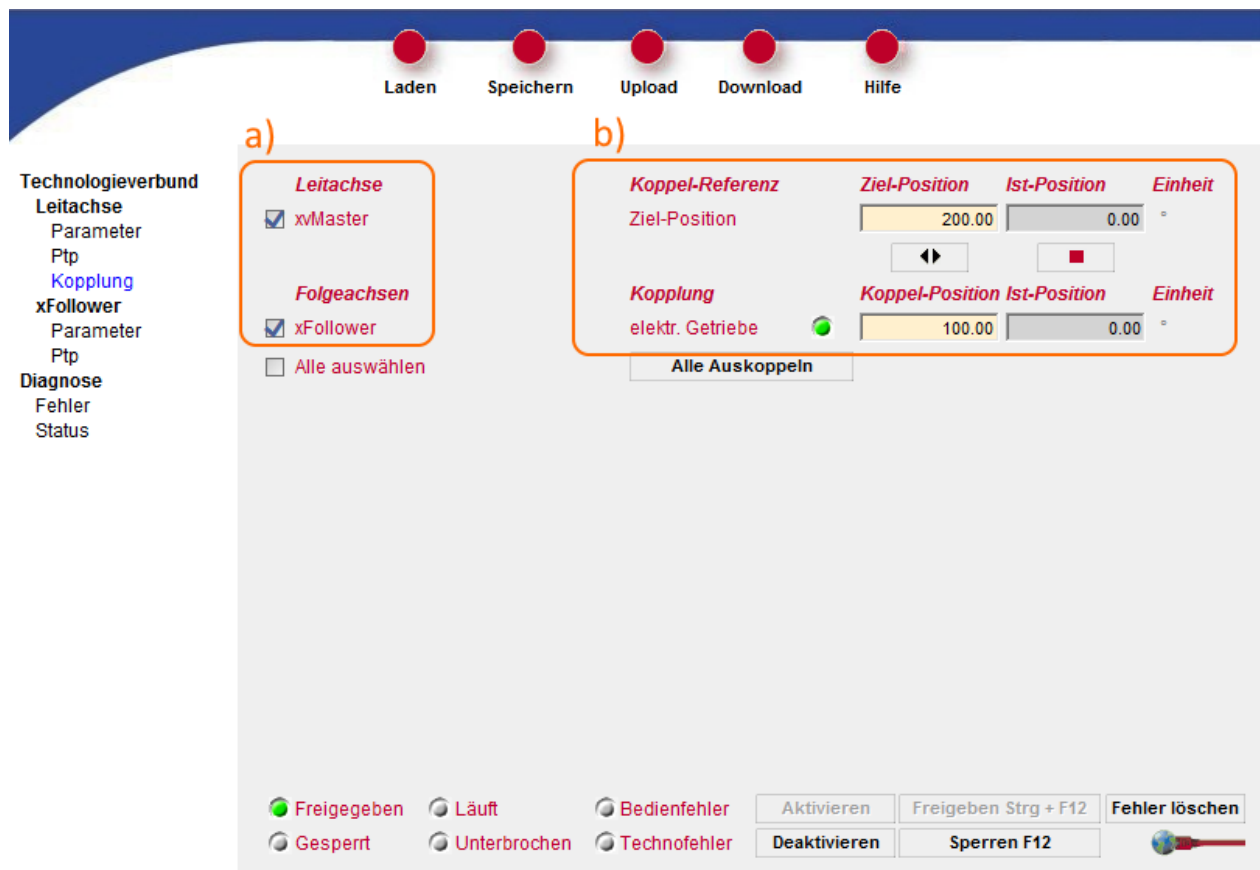 Laden Speichern Upload Download Hilfe
a) b)
Technologieverbund
Leitachse
Parameter
Ptp
Kopplung
xFollower
Parameter
Ptp
Diagnose
Fehler
Status
Leitachse
xvMaster
Folgeachsen
xFollower
Alle auswählen
Koppel-Referenz Ziel-Position Ist-Position Einheit
Ziel-Position 200.00 0.00 °
Kopplung Koppel-Position Ist-Position Einheit
elektr. Getriebe 100.00 0.00 °
Alle Auskoppeln
Freigegeben Läuft Bedienfehler Aktivieren Freigeben Strg + F12 Fehler löschen
Gesperrt Unterbrochen Technofehler Deaktivieren Sperren F12